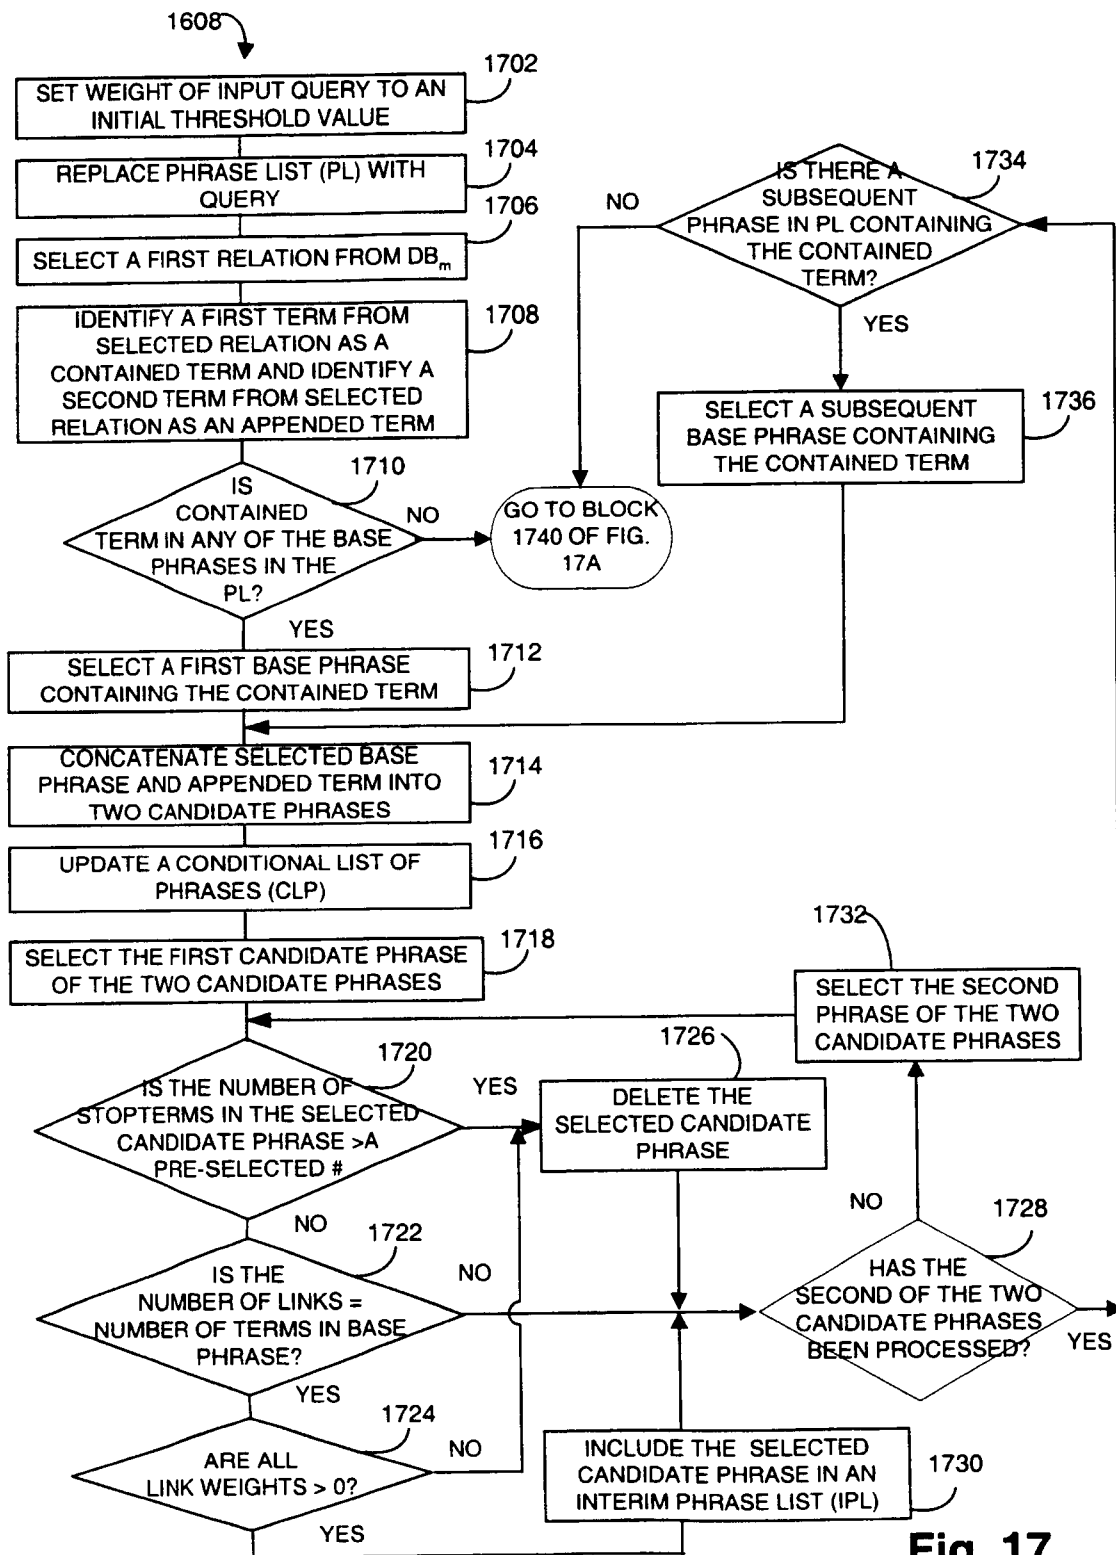 1608
1702
SET WEIGHT OF INPUT QUERY TO AN
INITIAL THRESHOLD VALUE
1704
REPLACE PHRASE LIST (PL) WITH
QUERY
1706
SELECT A FIRST RELATION FROM DBm
1708
IDENTIFY A FIRST TERM FROM
SELECTED RELATION AS A
CONTAINED TERM AND IDENTIFY A
SECOND TERM FROM SELECTED
RELATION AS AN APPENDED TERM
1710
IS
CONTAINED
TERM IN ANY OF THE BASE
PHRASES IN THE
PL?
NO
YES
GO TO BLOCK
1740 OF FIG.
17A
1712
SELECT A FIRST BASE PHRASE
CONTAINING THE CONTAINED TERM
1714
CONCATENATE SELECTED BASE
PHRASE AND APPENDED TERM INTO
TWO CANDIDATE PHRASES
1716
UPDATE A CONDITIONAL LIST OF
PHRASES (CLP)
1718
SELECT THE FIRST CANDIDATE PHRASE
OF THE TWO CANDIDATE PHRASES
1720
IS THE NUMBER OF
STOPTERMS IN THE SELECTED
CANDIDATE PHRASE >A
PRE-SELECTED #
YES
NO
1722
IS THE
NUMBER OF LINKS =
NUMBER OF TERMS IN BASE
PHRASE?
NO
YES
1724
ARE ALL
LINK WEIGHTS > 0?
NO
YES
1726
DELETE THE
SELECTED CANDIDATE
PHRASE
1728
HAS THE
SECOND OF THE TWO
CANDIDATE PHRASES
BEEN PROCESSED?
NO
YES
1730
INCLUDE THE SELECTED
CANDIDATE PHRASE IN AN
INTERIM PHRASE LIST (IPL)
1732
SELECT THE SECOND
PHRASE OF THE TWO
CANDIDATE PHRASES
1734
IS THERE A
SUBSEQUENT
PHRASE IN PL CONTAINING
THE CONTAINED
TERM?
NO
YES
1736
SELECT A SUBSEQUENT
BASE PHRASE CONTAINING
THE CONTAINED TERM
Fig. 17